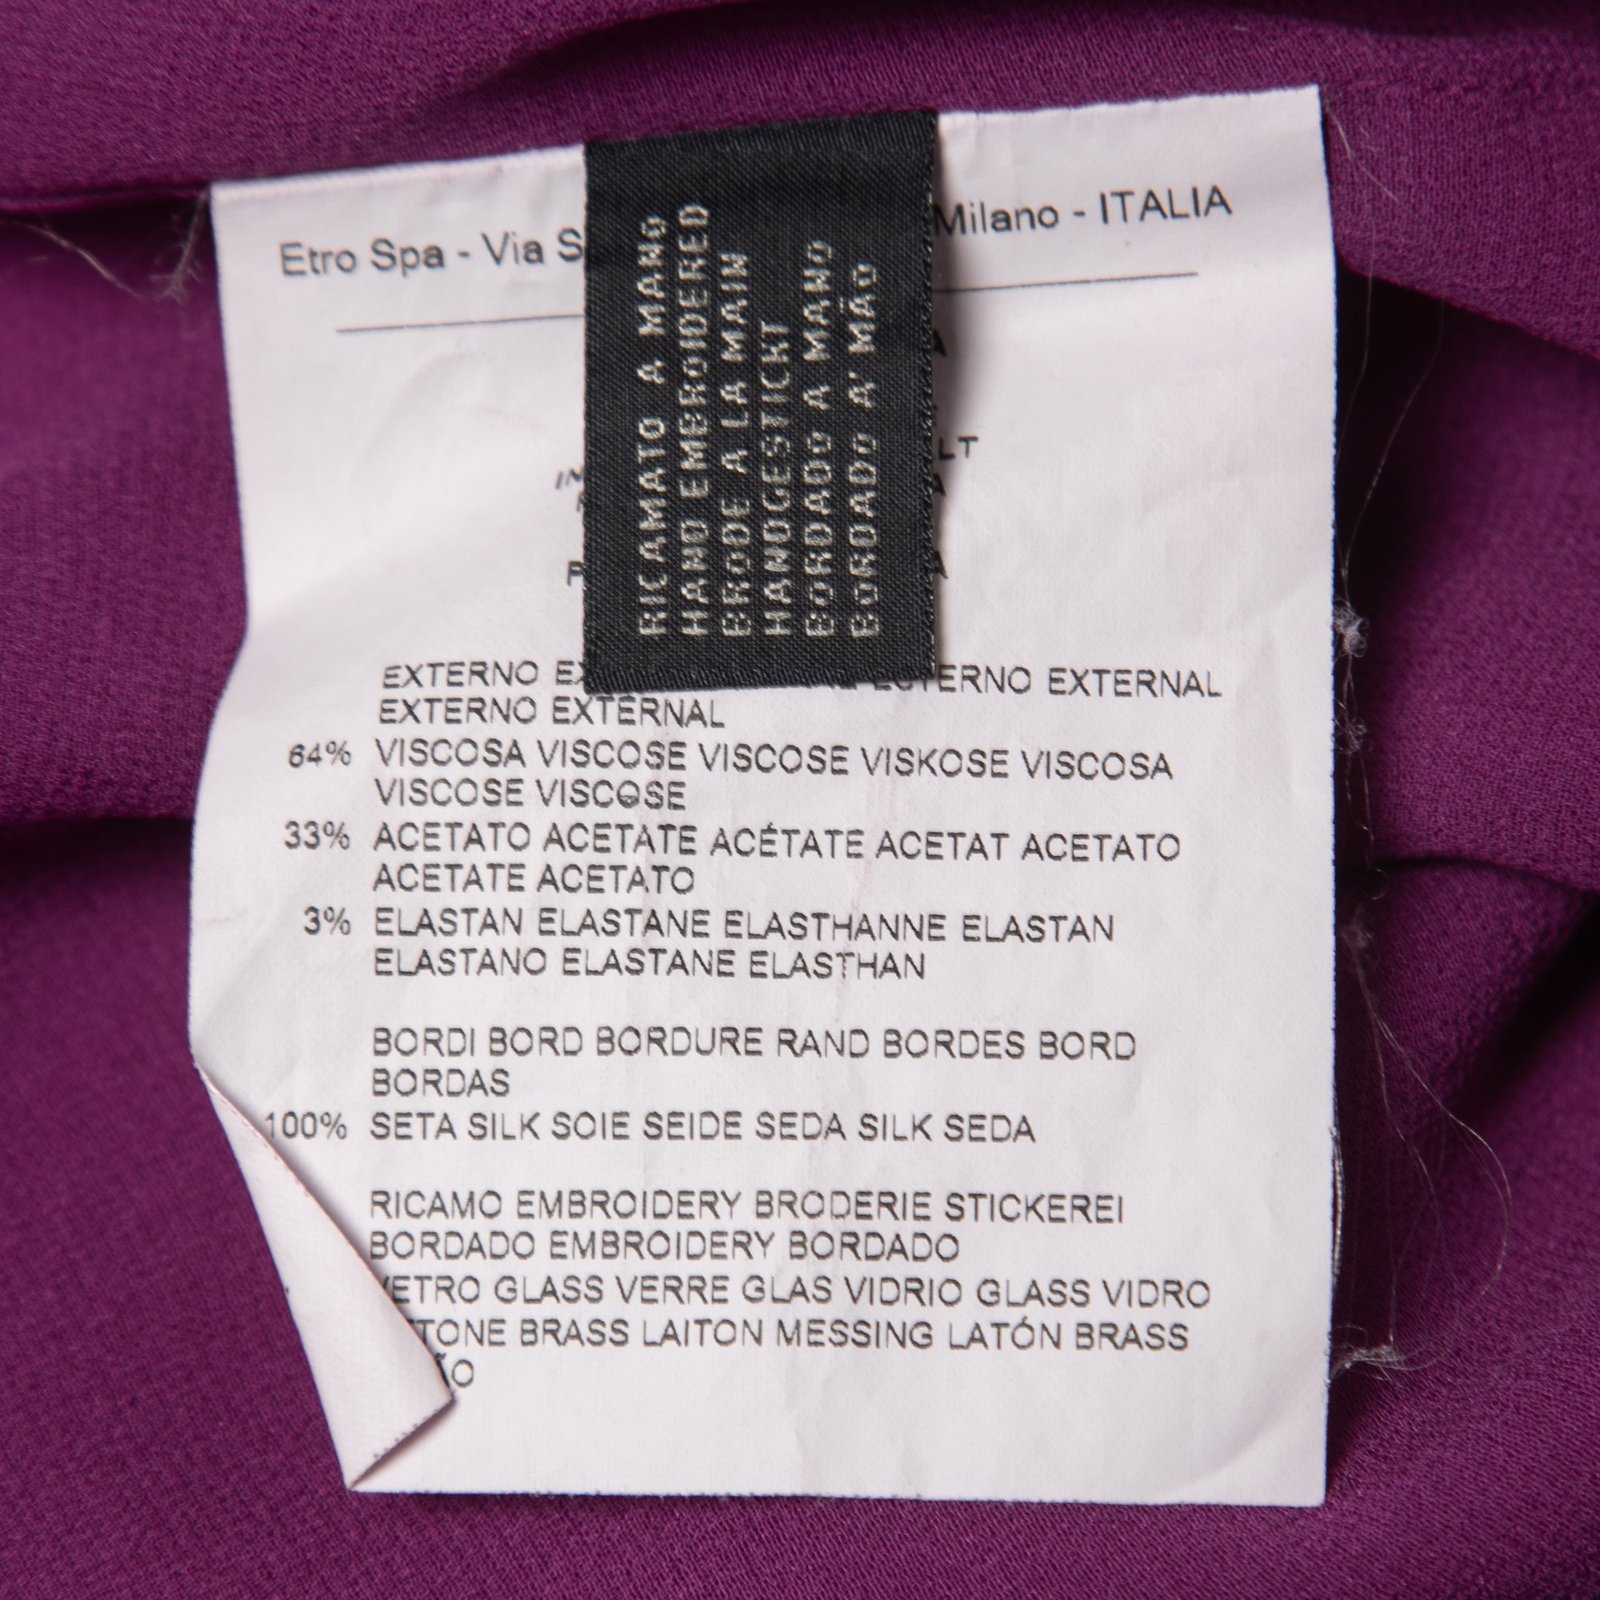 Etro Spa - Via
Milano - ITALIA
RICAMATO A MANO
HAND EMBROIDERED
BRODE A LA MAIN
HANDGESTICKT
BORDADO A MANO
BORDADO A' MÃO
EXTERNO EXTERNAL
EXTERNO EXTERNAL
64% VISCOSA VISCOSE VISCOSE VISKOSE VISCOSA
VISCOSE VISCOSE
33% ACETATO ACETATE ACÉTATE ACETAT ACETATO
ACETATE ACETATO
3% ELASTAN ELASTANE ELASTHANNE ELASTAN
ELASTANO ELASTANE ELASTHAN
BORDI BORD BORDURE RAND BORDES BORD
BORDAS
100% SETA SILK SOIE SEIDE SEDA SILK SEDA
RICAMO EMBROIDERY BRODERIE STICKEREI
BORDADO EMBROIDERY BORDADO
VETRO GLASS VERRE GLAS VIDRIO GLASS VIDRO
BRASS LAITON MESSING LATÓN BRASS